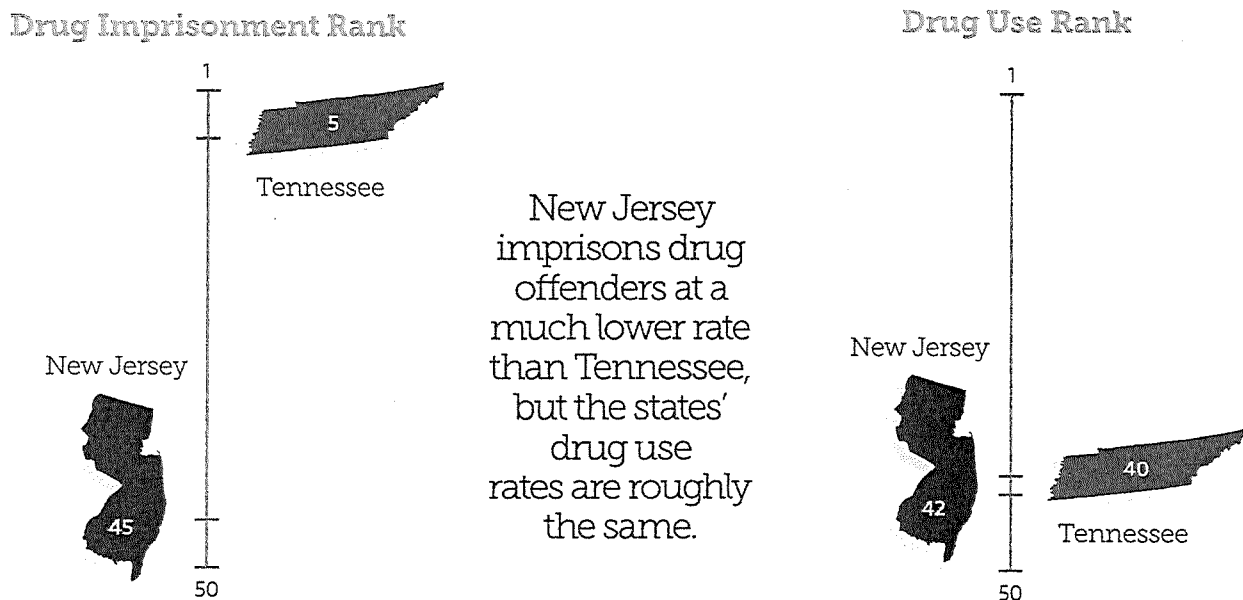 Drug Imprisonment Rank
1
5
Tennessee
New Jersey
45
50
New Jersey
imprisons drug
offenders at a
much lower rate
than Tennessee,
but the states'
drug use
rates are roughly
the same.
Drug Use Rank
1
New Jersey
42
40
Tennessee
50